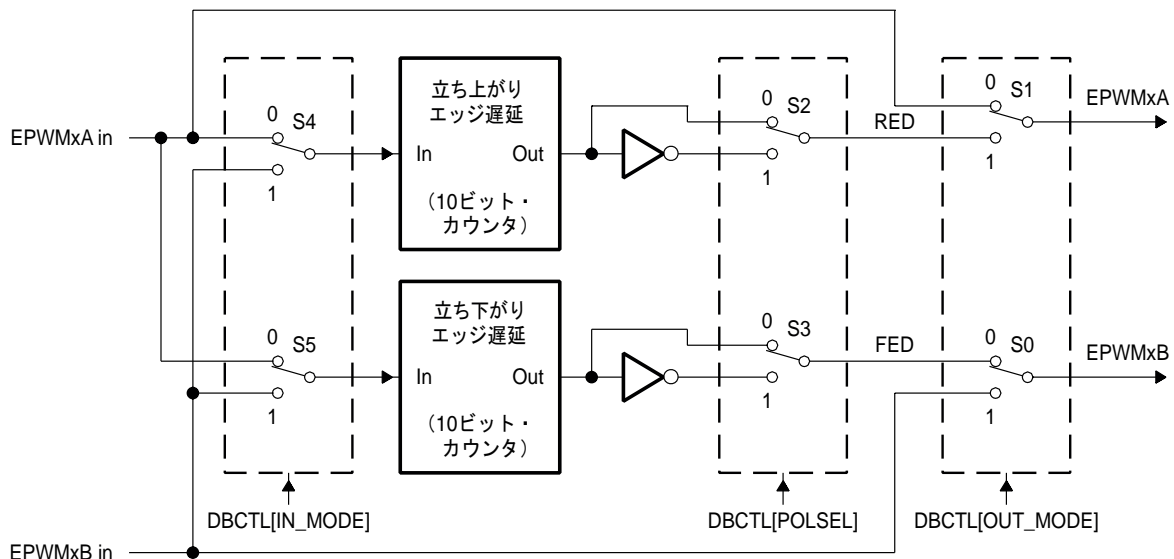 0
S4
1
EPWMxA in
立ち上がり
エッジ遅延
In
Out
（10ビット・
カウンタ）
0
S2
1
RED
0
S1
1
EPWMxA
0
S5
1
立ち下がり
エッジ遅延
In
Out
（10ビット・
カウンタ）
0
S3
1
FED
0
S0
1
EPWMxB
DBCTL[IN_MODE]
DBCTL[POLSEL]
DBCTL[OUT_MODE]
EPWMxB in